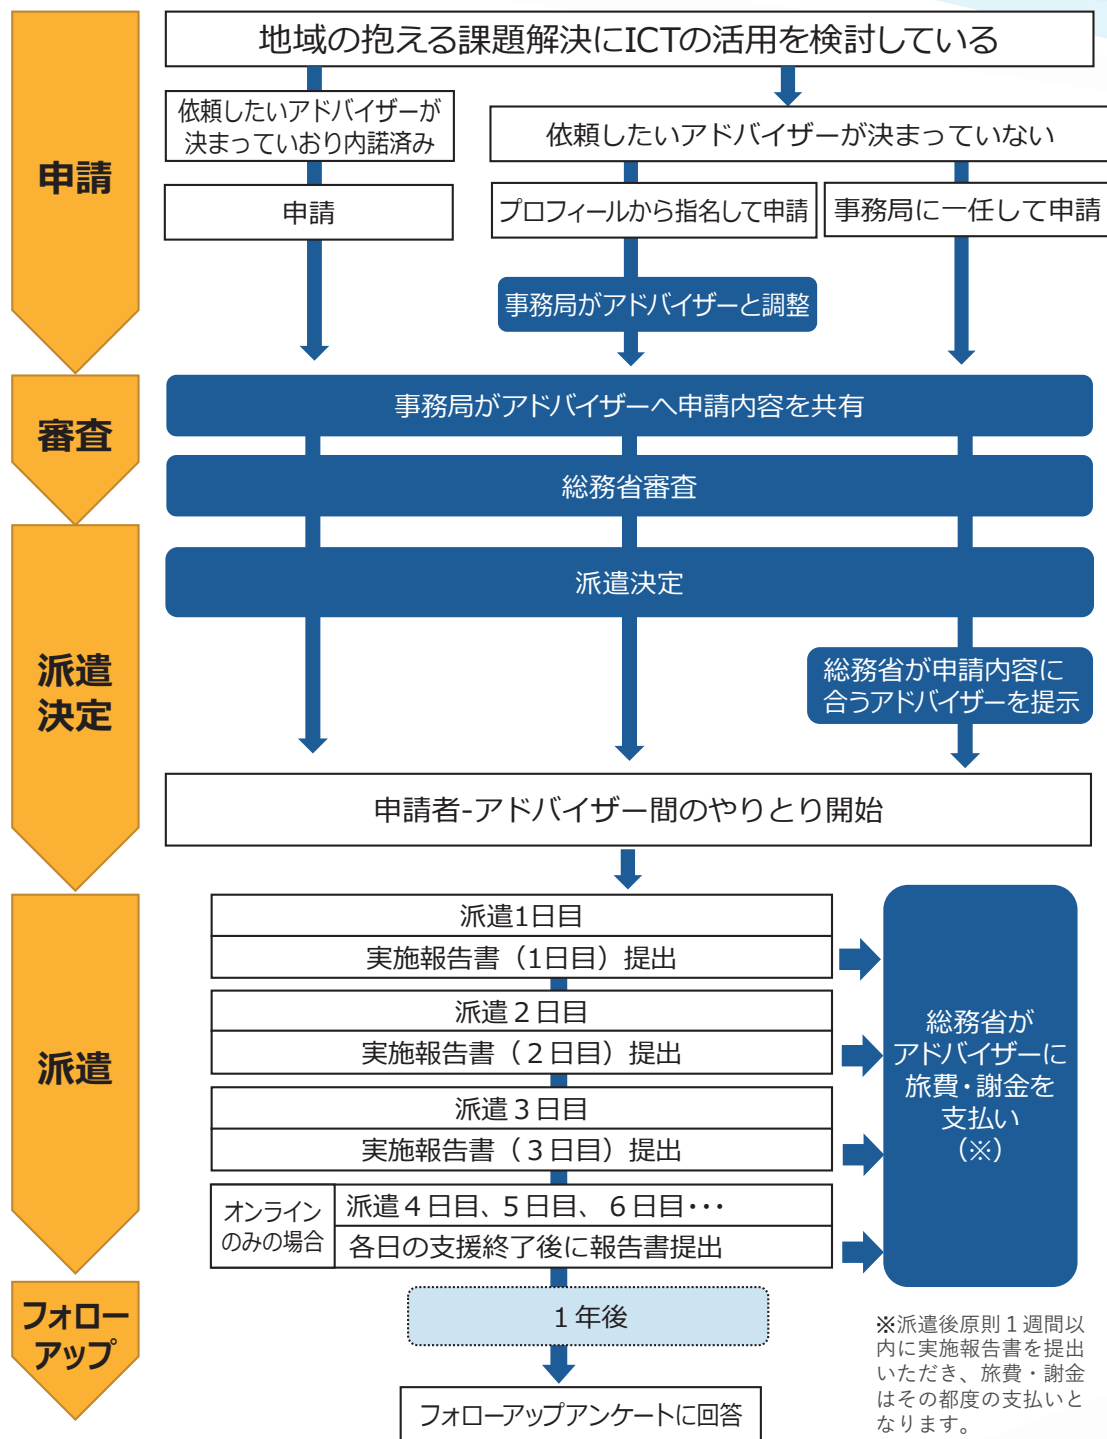 地域の抱える課題解決にICTの活用を検討している
申請
依頼したいアドバイザーが
決まっていおり内諾済み
依頼したいアドバイザーが決まっていない
申請
プロフィールから指名して申請
事務局に一任して申請
事務局がアドバイザーと調整
審査
事務局がアドバイザーへ申請内容を共有
総務省審査
派遣
決定
派遣決定
総務省が申請内容に
合うアドバイザーを提示
申請者-アドバイザー間のやりとり開始
派遣
派遣1日目
実施報告書（1日目）提出
派遣２日目
実施報告書（２日目）提出
派遣３日目
実施報告書（３日目）提出
オンライン
のみの場合
派遣４日目、５日目、６日目・・・
各日の支援終了後に報告書提出
総務省が
アドバイザーに
旅費・謝金を
支払い
（※）
フォロー
アップ
１年後
フォローアップアンケートに回答
※派遣後原則１週間以
内に実施報告書を提出
いただき、旅費・謝金
はその都度の支払いと
なります。